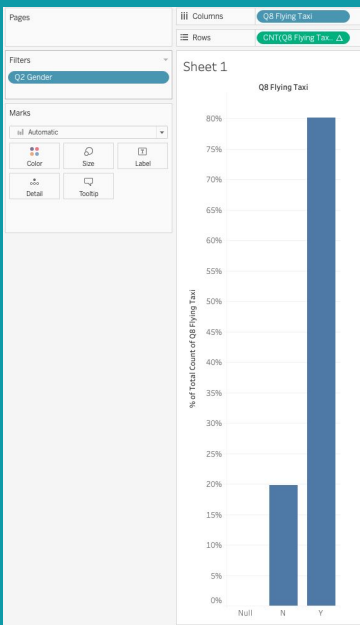 Pages
iii Columns
Q8 Flying Taxi
Rows
CNT(Q8 Flying Tax.. Δ
Filters
Q2 Gender
Marks
Automatic
Color
Size
Label
Detail
Tooltip
Sheet 1
Q8 Flying Taxi
% of Total Count of Q8 Flying Taxi
80%
75%
70%
65%
60%
55%
50%
45%
40%
35%
30%
25%
20%
15%
10%
5%
0%
Null
N
Y